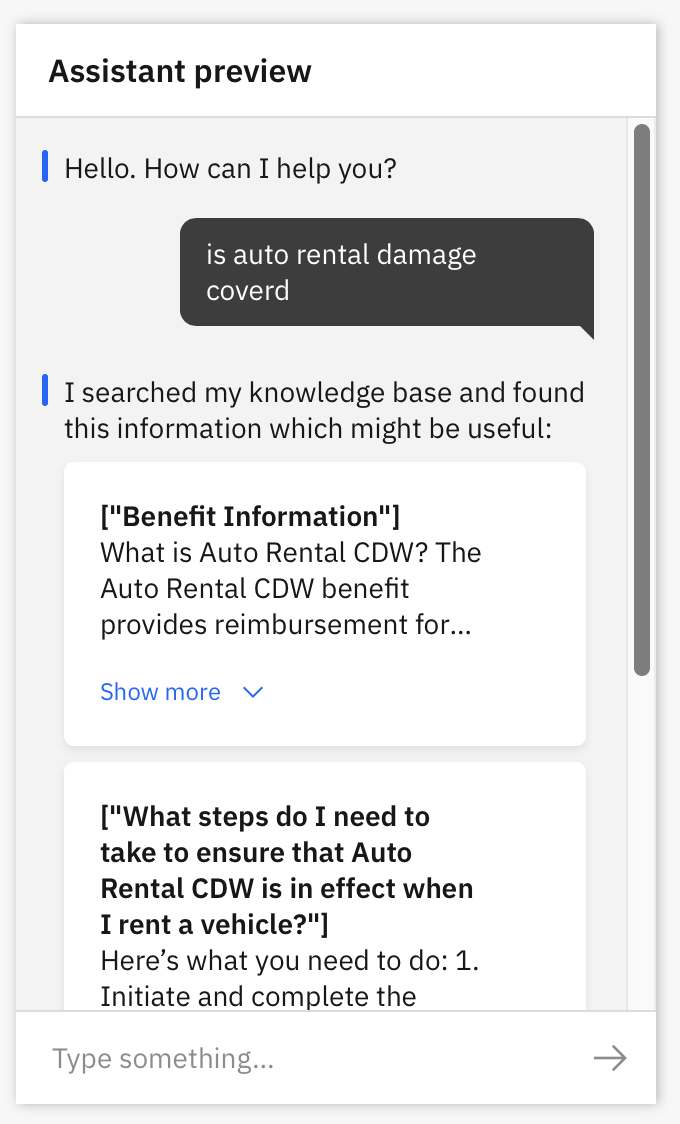 Assistant preview
Hello. How can I help you?
is auto rental damage
coverd
I searched my knowledge base and found
this information which might be useful:
["Benefit Information"]
What is Auto Rental CDW? The
Auto Rental CDW benefit
provides reimbursement for...
Show more
["What steps do I need to
take to ensure that Auto
Rental CDW is in effect when
I rent a vehicle?"]
Here’s what you need to do: 1.
Initiate and complete the
Type something...